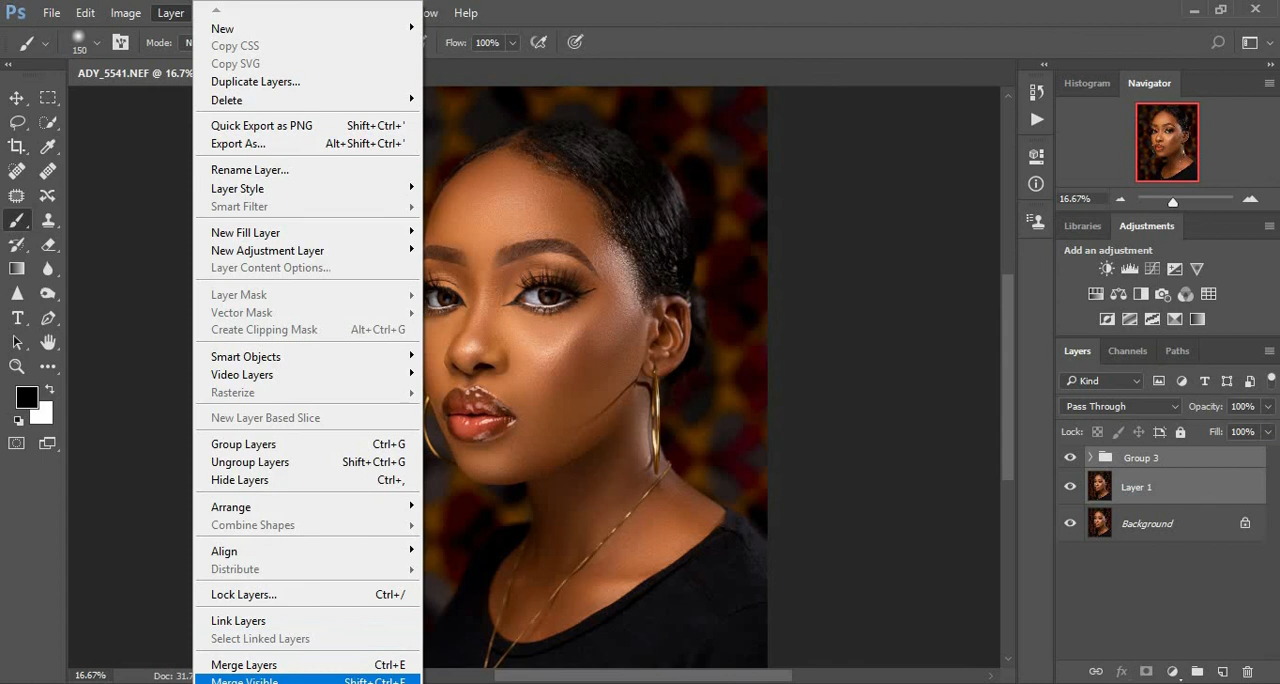 Ps File Edit Image Layer Help
150 Mode: Flow: 100%
ADY_5541.NEF @ 16.7%
New
Copy CSS
Copy SVG
Duplicate Layers...
Delete
Quick Export as PNG Shift+Ctrl+'
Export As... Alt+Shift+Ctrl+'
Rename Layer...
Layer Style
Smart Filter
New Fill Layer
New Adjustment Layer
Layer Content Options...
Layer Mask
Vector Mask
Create Clipping Mask Alt+Ctrl+G
Smart Objects
Video Layers
Rasterize
New Layer Based Slice
Group Layers Ctrl+G
Ungroup Layers Shift+Ctrl+G
Hide Layers Ctrl+,
Arrange
Combine Shapes
Align
Distribute
Lock Layers... Ctrl+/
Link Layers
Select Linked Layers
Merge Layers Ctrl+E
Merge Visible Shift+Ctrl+E
16.67% Doc: 31.7
Histogram Navigator
16.67%
Libraries Adjustments
Add an adjustment
Layers Channels Paths
Kind
Pass Through Opacity: 100%
Lock: Fill: 100%
Group 3
Layer 1
Background